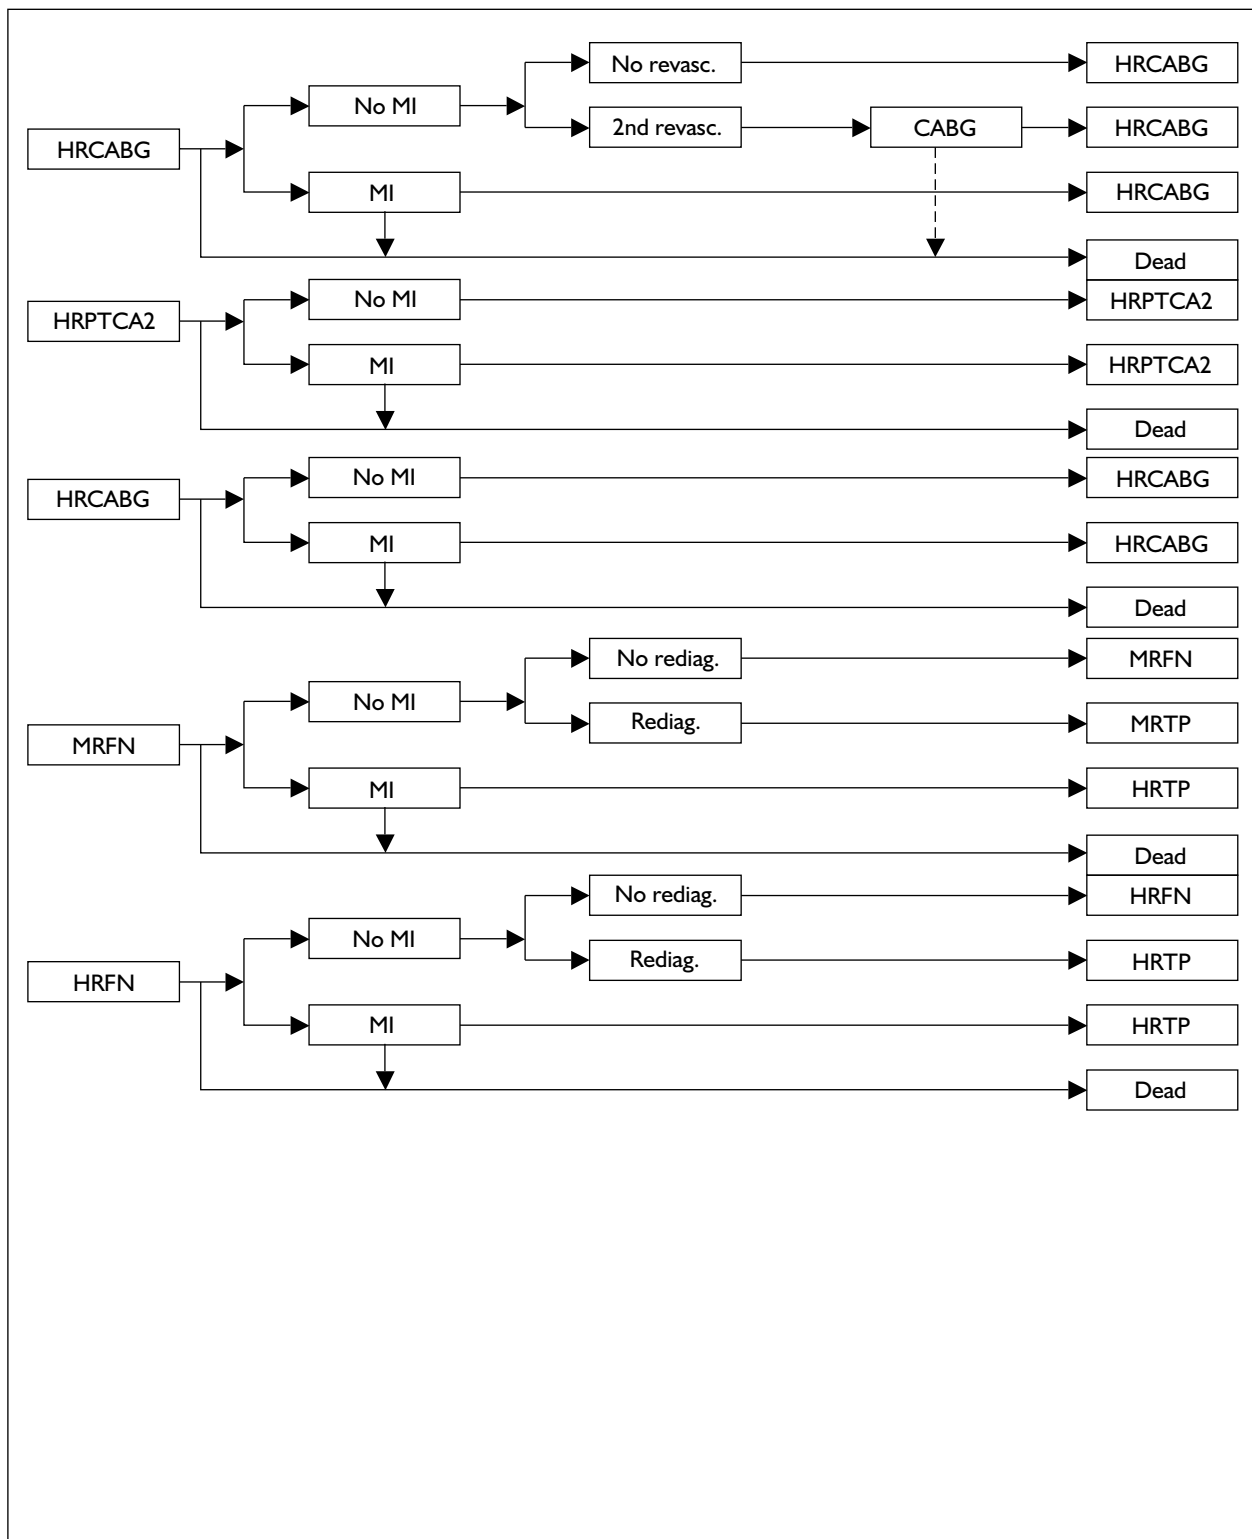 No revasc. HRCABG
No MI
2nd revasc. CABG HRCABG
HRCABG
MI HRCABG
Dead
No MI HRPTCA2
HRPTCA2
MI HRPTCA2
Dead
No MI HRCABG
HRCABG
MI HRCABG
Dead
No rediag. MRFN
No MI
Rediag. MRTP
MRFN
MI HRTP
Dead
No rediag. HRFN
No MI
Rediag. HRTP
HRFN
MI HRTP
Dead